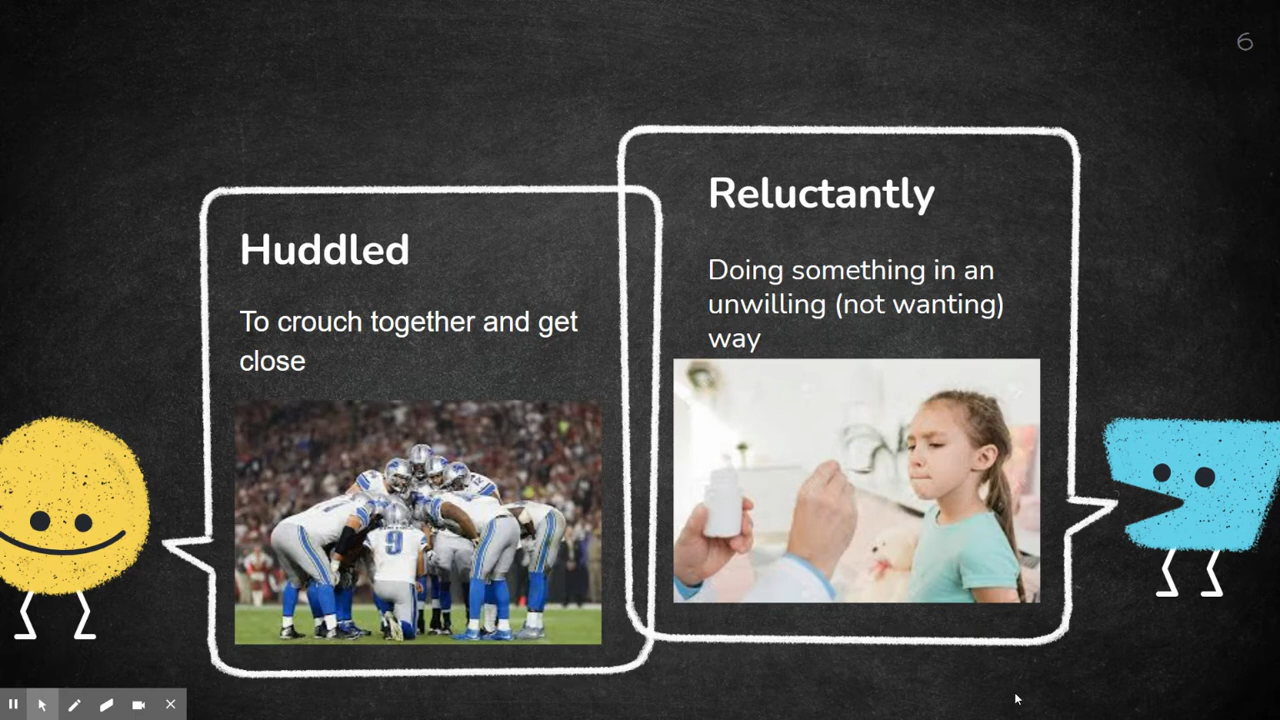 6
Huddled
To crouch together and get
close
9
Reluctantly
Doing something in an
unwilling (not wanting)
way